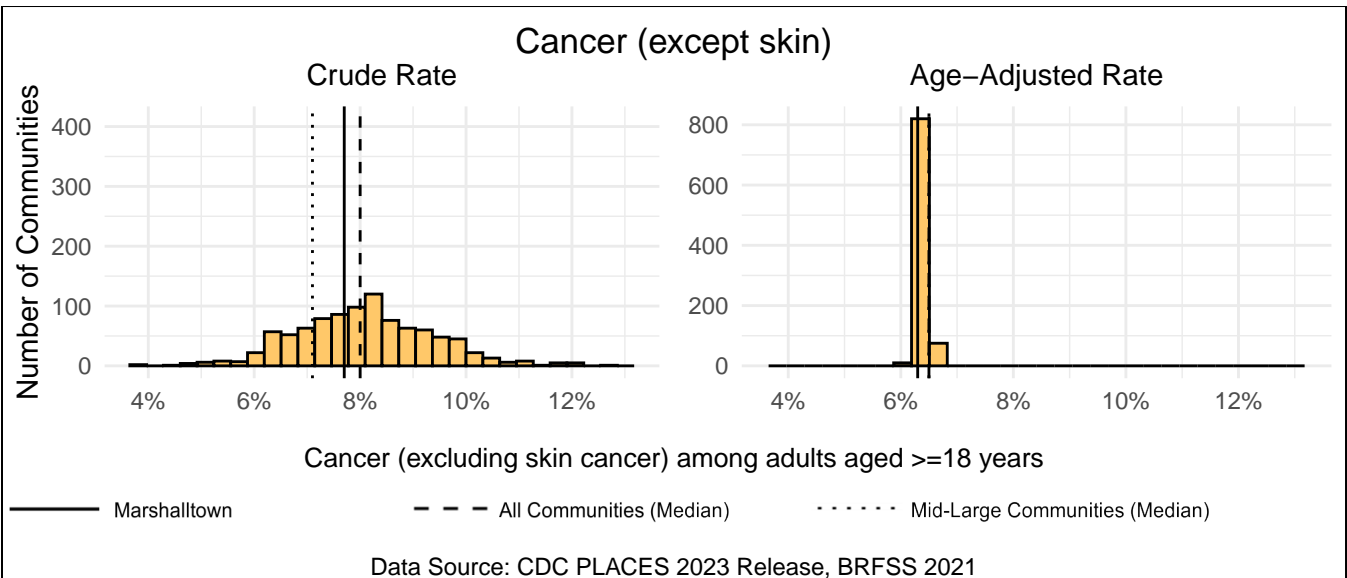 Cancer (except skin)
Crude Rate
Age−Adjusted Rate
Number of Communities
400
300
200
100
0
4%
6%
8%
10%
12%
800
600
400
200
0
4%
6%
8%
10%
12%
Cancer (excluding skin cancer) among adults aged >=18 years
Marshalltown
All Communities (Median)
Mid-Large Communities (Median)
Data Source: CDC PLACES 2023 Release, BRFSS 2021